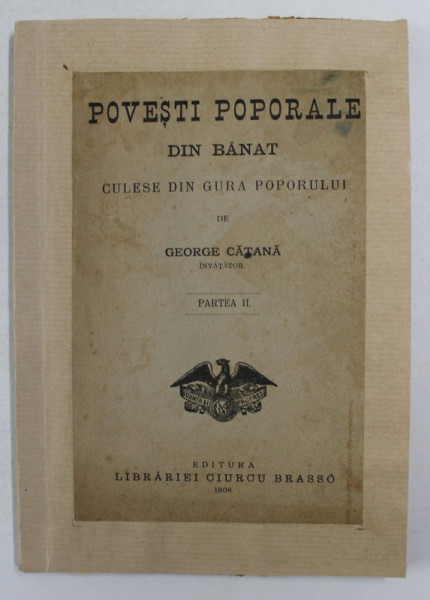 POVEȘTI POPORALE
DIN BĂNAT
CULESE DIN GURA POPORULUI
DE
GEORGE CĂTANĂ
ÎNVĂȚĂTOR.
PARTEA II.
EDITURA
LIBRĂRIEI CIURCU BRASSÓ
1908